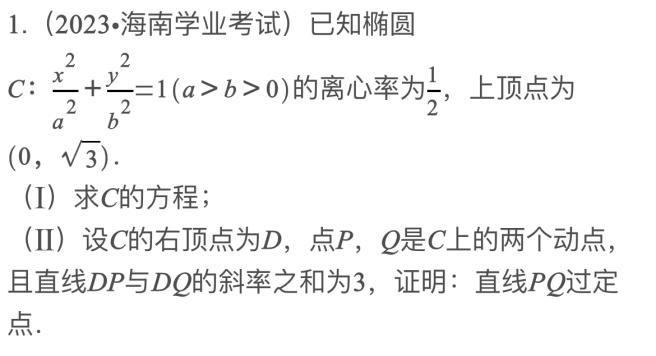 1.（2023•海南学业考试）已知椭圆
C：x²/a²+y²/b²=1(a>b>0)的离心率为1/2，上顶点为
(0，√3).
（Ⅰ）求C的方程；
（Ⅱ）设C的右顶点为D，点P，Q是C上的两个动点，
且直线DP与DQ的斜率之和为3，证明：直线PQ过定
点.